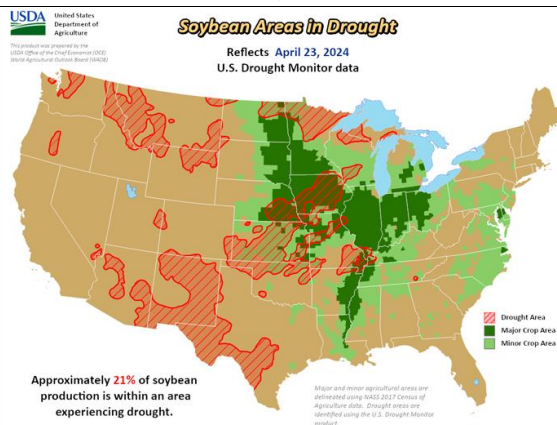 USDA
United States
Department of
Agriculture
This product was prepared by the
USDA Office of the Chief Economist (OCE)
World Agricultural Outlook Board (WAOB)
Soybean Areas in Drought
Reflects April 23, 2024
U.S. Drought Monitor data
Drought Area
Major Crop Area
Minor Crop Area
Approximately 21% of soybean
production is within an area
experiencing drought.
Major and minor agricultural areas are
delineated using NASS 2017 Census of
Agriculture data. Drought areas are
identified using the U.S. Drought Monitor
product.